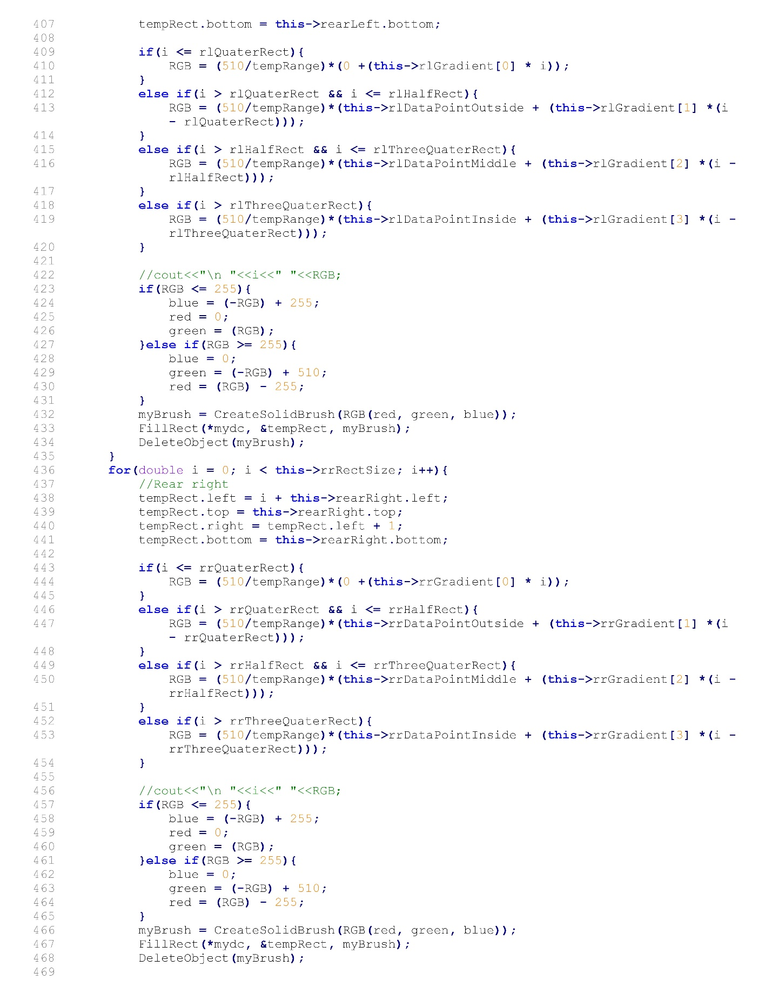 407 tempRect.bottom = this->rearLeft.bottom;
408
409 if(i <= rlQuaterRect){
410 RGB = (510/tempRange)*(0 +(this->rlGradient[0] * i));
411 }
412 else if(i > rlQuaterRect && i <= rlHalfRect){
413 RGB = (510/tempRange)*(this->rlDataPointOutside + (this->rlGradient[1] *(i
- rlQuaterRect)));
414 }
415 else if(i > rlHalfRect && i <= rlThreeQuaterRect){
416 RGB = (510/tempRange)*(this->rlDataPointMiddle + (this->rlGradient[2] *(i -
rlHalfRect)));
417 }
418 else if(i > rlThreeQuaterRect){
419 RGB = (510/tempRange)*(this->rlDataPointInside + (this->rlGradient[3] *(i -
rlThreeQuaterRect)));
420 }
421
422 //cout<<"\n "<<i<<" "<<RGB;
423 if(RGB <= 255){
424 blue = (-RGB) + 255;
425 red = 0;
426 green = (RGB);
427 }else if(RGB >= 255){
428 blue = 0;
429 green = (-RGB) + 510;
430 red = (RGB) - 255;
431 }
432 myBrush = CreateSolidBrush(RGB(red, green, blue));
433 FillRect(*mydc, &tempRect, myBrush);
434 DeleteObject(myBrush);
435 }
436 for(double i = 0; i < this->rrRectSize; i++){
437 //Rear right
438 tempRect.left = i + this->rearRight.left;
439 tempRect.top = this->rearRight.top;
440 tempRect.right = tempRect.left + 1;
441 tempRect.bottom = this->rearRight.bottom;
442
443 if(i <= rrQuaterRect){
444 RGB = (510/tempRange)*(0 +(this->rrGradient[0] * i));
445 }
446 else if(i > rrQuaterRect && i <= rrHalfRect){
447 RGB = (510/tempRange)*(this->rrDataPointOutside + (this->rrGradient[1] *(i
- rrQuaterRect)));
448 }
449 else if(i > rrHalfRect && i <= rrThreeQuaterRect){
450 RGB = (510/tempRange)*(this->rrDataPointMiddle + (this->rrGradient[2] *(i -
rrHalfRect)));
451 }
452 else if(i > rrThreeQuaterRect){
453 RGB = (510/tempRange)*(this->rrDataPointInside + (this->rrGradient[3] *(i -
rrThreeQuaterRect)));
454 }
455
456 //cout<<"\n "<<i<<" "<<RGB;
457 if(RGB <= 255){
458 blue = (-RGB) + 255;
459 red = 0;
460 green = (RGB);
461 }else if(RGB >= 255){
462 blue = 0;
463 green = (-RGB) + 510;
464 red = (RGB) - 255;
465 }
466 myBrush = CreateSolidBrush(RGB(red, green, blue));
467 FillRect(*mydc, &tempRect, myBrush);
468 DeleteObject(myBrush);
469